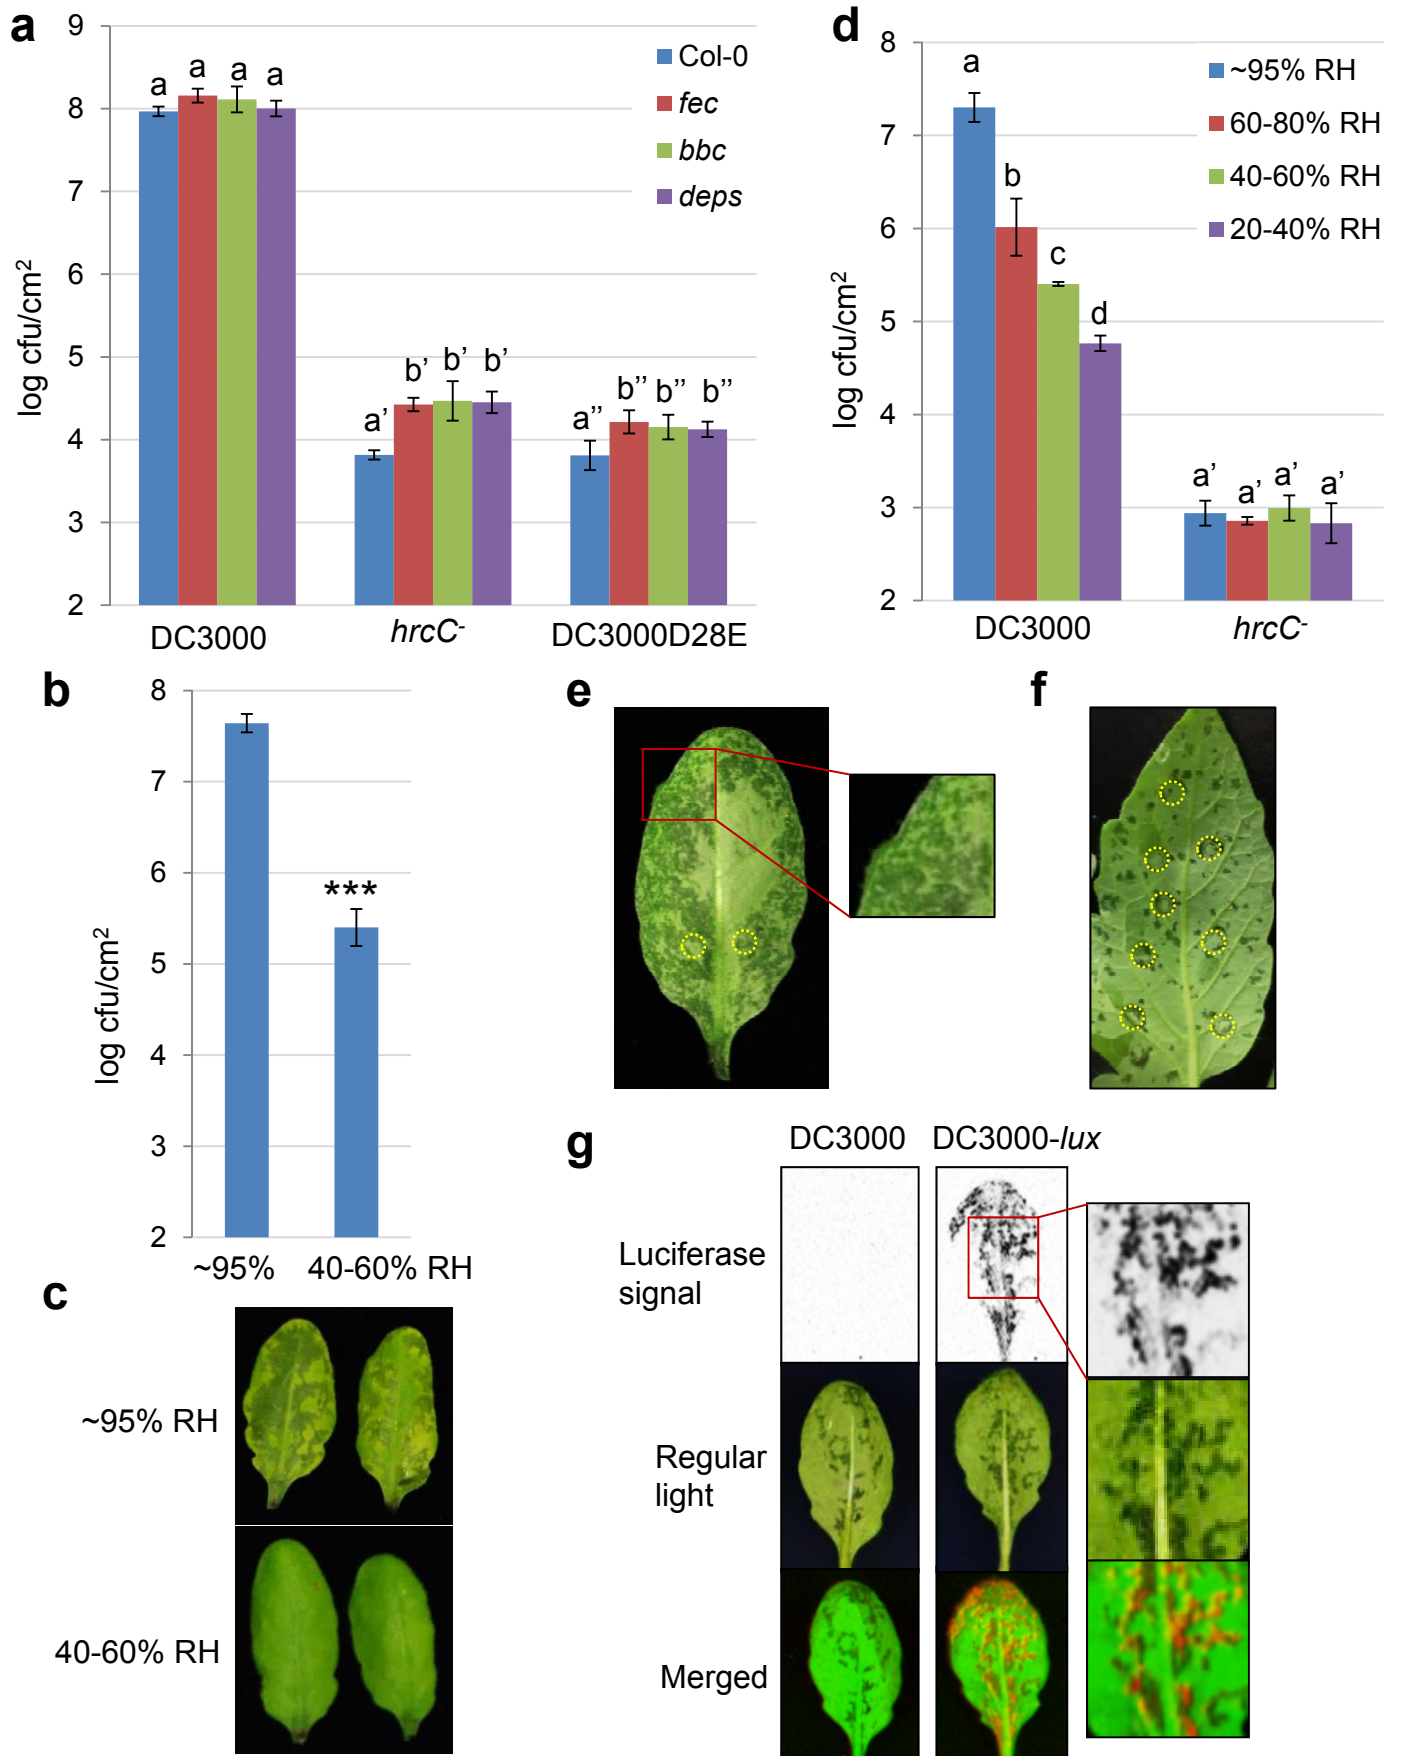 a
9
8
7
6
5
4
3
2
log cfu/cm²
a a a a
a’ b’ b’ b’
a’’ b’’ b’’ b’’
Col-0
fec
bbc
deps
DC3000 hrcC- DC3000D28E
d
8
7
6
5
4
3
2
log cfu/cm²
a
b
c
d
a’ a’ a’ a’
~95% RH
60-80% RH
40-60% RH
20-40% RH
DC3000 hrcC-
b
8
7
6
5
4
3
2
log cfu/cm²
***
~95% 40-60% RH
c
~95% RH
40-60% RH
e
f
g
DC3000 DC3000-lux
Luciferase
signal
Regular
light
Merged